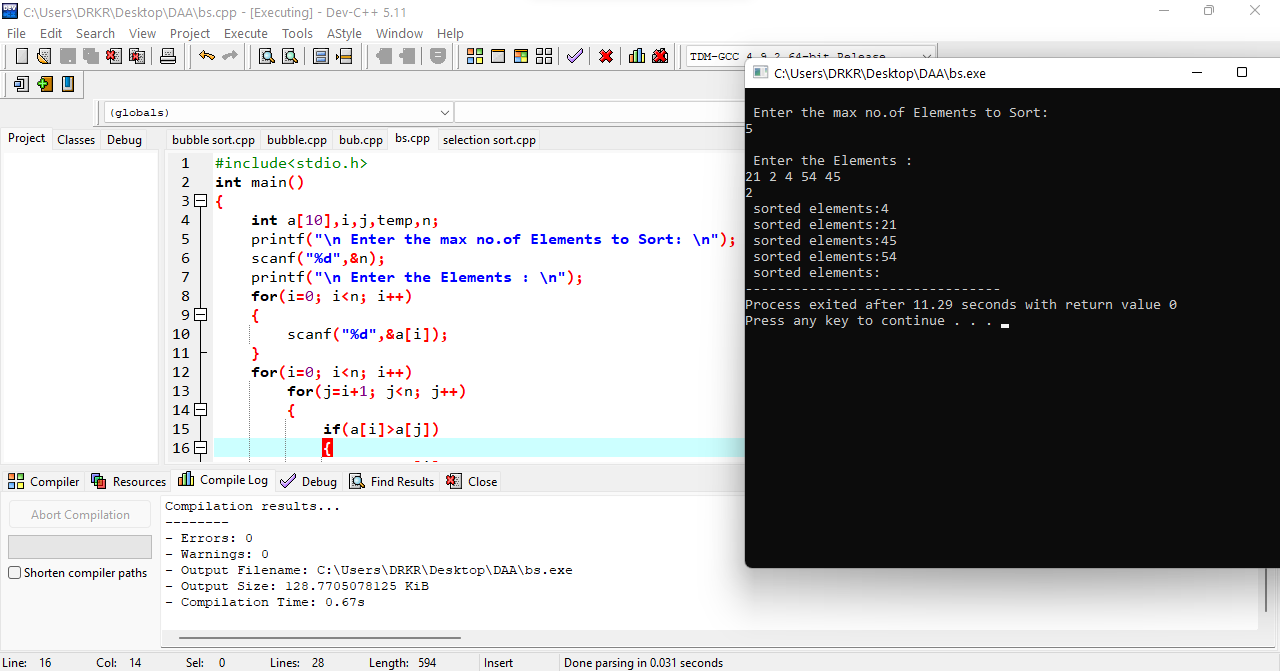 C:\Users\DRKR\Desktop\DAA\bs.cpp - [Executing] - Dev-C++ 5.11
File Edit Search View Project Execute Tools AStyle Window Help
TDM-GCC 4.9.2 64-bit Release
(globals)
Project Classes Debug
bubble sort.cpp bubble.cpp bub.cpp bs.cpp selection sort.cpp
1 #include<stdio.h>
2 int main()
3 {
4 int a[10],i,j,temp,n;
5 printf("\n Enter the max no.of Elements to Sort: \n");
6 scanf("%d",&n);
7 printf("\n Enter the Elements : \n");
8 for(i=0; i<n; i++)
9 {
10 scanf("%d",&a[i]);
11 }
12 for(i=0; i<n; i++)
13 for(j=i+1; j<n; j++)
14 {
15 if(a[i]>a[j])
16 {
C:\Users\DRKR\Desktop\DAA\bs.exe
Enter the max no.of Elements to Sort:
5
Enter the Elements :
21 2 4 54 45
2
sorted elements:4
sorted elements:21
sorted elements:45
sorted elements:54
sorted elements:
--------------------------------
Process exited after 11.29 seconds with return value 0
Press any key to continue . . .
Compiler Resources Compile Log Debug Find Results Close
Abort Compilation
Shorten compiler paths
Compilation results...
--------
- Errors: 0
- Warnings: 0
- Output Filename: C:\Users\DRKR\Desktop\DAA\bs.exe
- Output Size: 128.7705078125 KiB
- Compilation Time: 0.67s
Line: 16 Col: 14 Sel: 0 Lines: 28 Length: 594 Insert Done parsing in 0.031 seconds